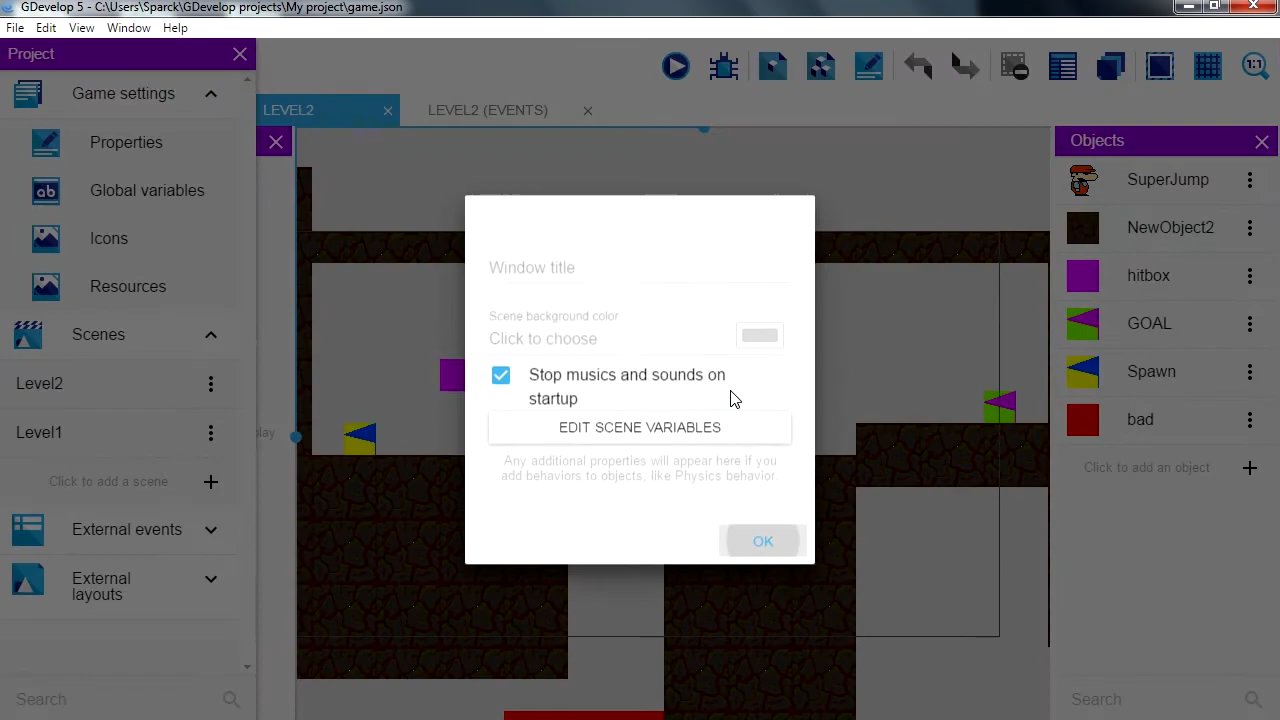 GDevelop 5 - C:\Users\Sparck\GDevelop projects\My project\game.json
File Edit View Window Help
Project
Game settings
Properties
Global variables
Icons
Resources
Scenes
Level2
Level1
Click to add a scene
External events
External
layouts
Search
1:1
LEVEL2
LEVEL2 (EVENTS)
play
Window title
Scene background color
Click to choose
Stop musics and sounds on
startup
EDIT SCENE VARIABLES
Any additional properties will appear here if you
add behaviors to objects, like Physics behavior
OK
Objects
SuperJump
NewObject2
hitbox
GOAL
Spawn
bad
Click to add an object
Search